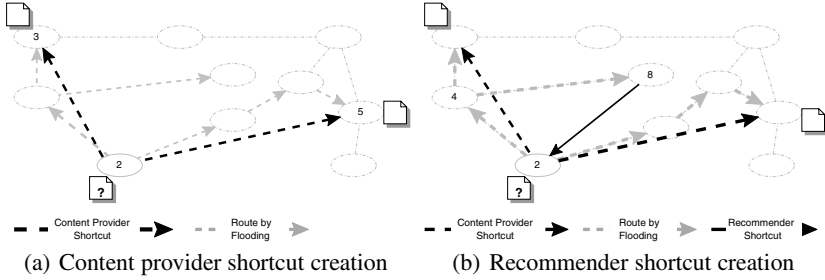 3
5
2
?
8
4
2
?
Content Provider
Shortcut
Route by
Flooding
Content Provider
Shortcut
Route by
Flooding
Recommender
Shortcut
(a) Content provider shortcut creation
(b) Recommender shortcut creation